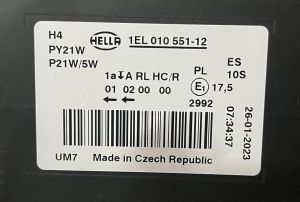 H4
PY21W
P21W/5W
HELLA
1EL 010 551-12
1a A RL HC/R
01 02 00 00
PL
E1 17,5
2992
ES
10S
26-01-2023
07:34:37
UM7 Made in Czech Republic